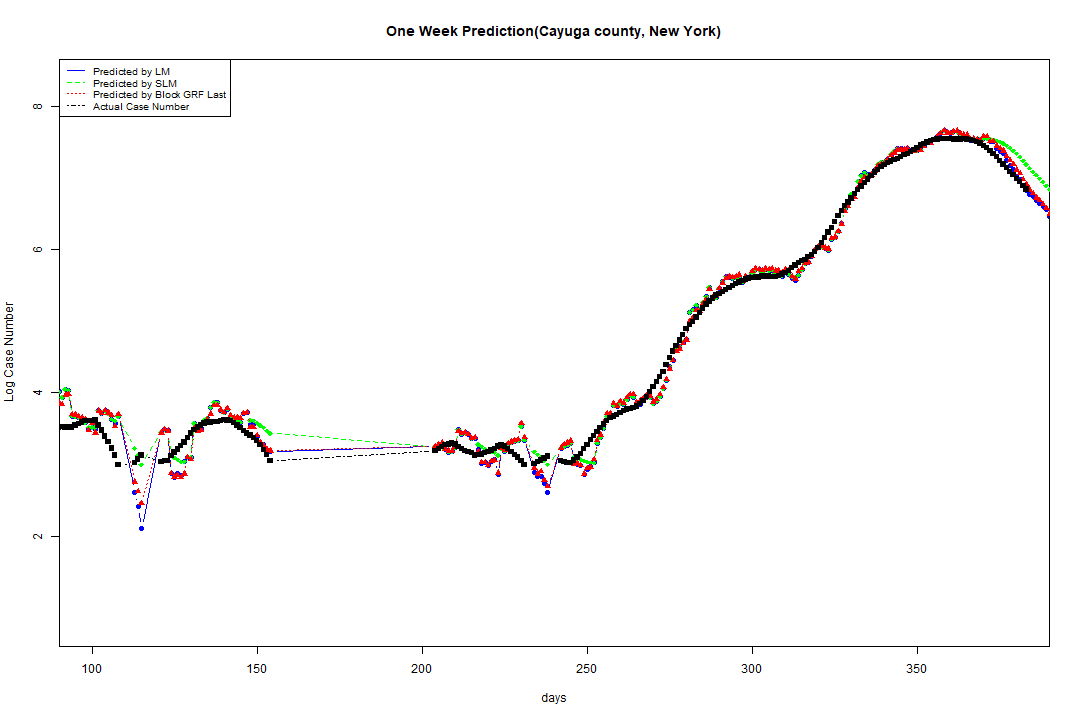 One Week Prediction(Cayuga county, New York)
Predicted by LM
Predicted by SLM
Predicted by Block GRF Last
Actual Case Number
8
6
4
2
Log Case Number
100 150 200 250 300 350
days